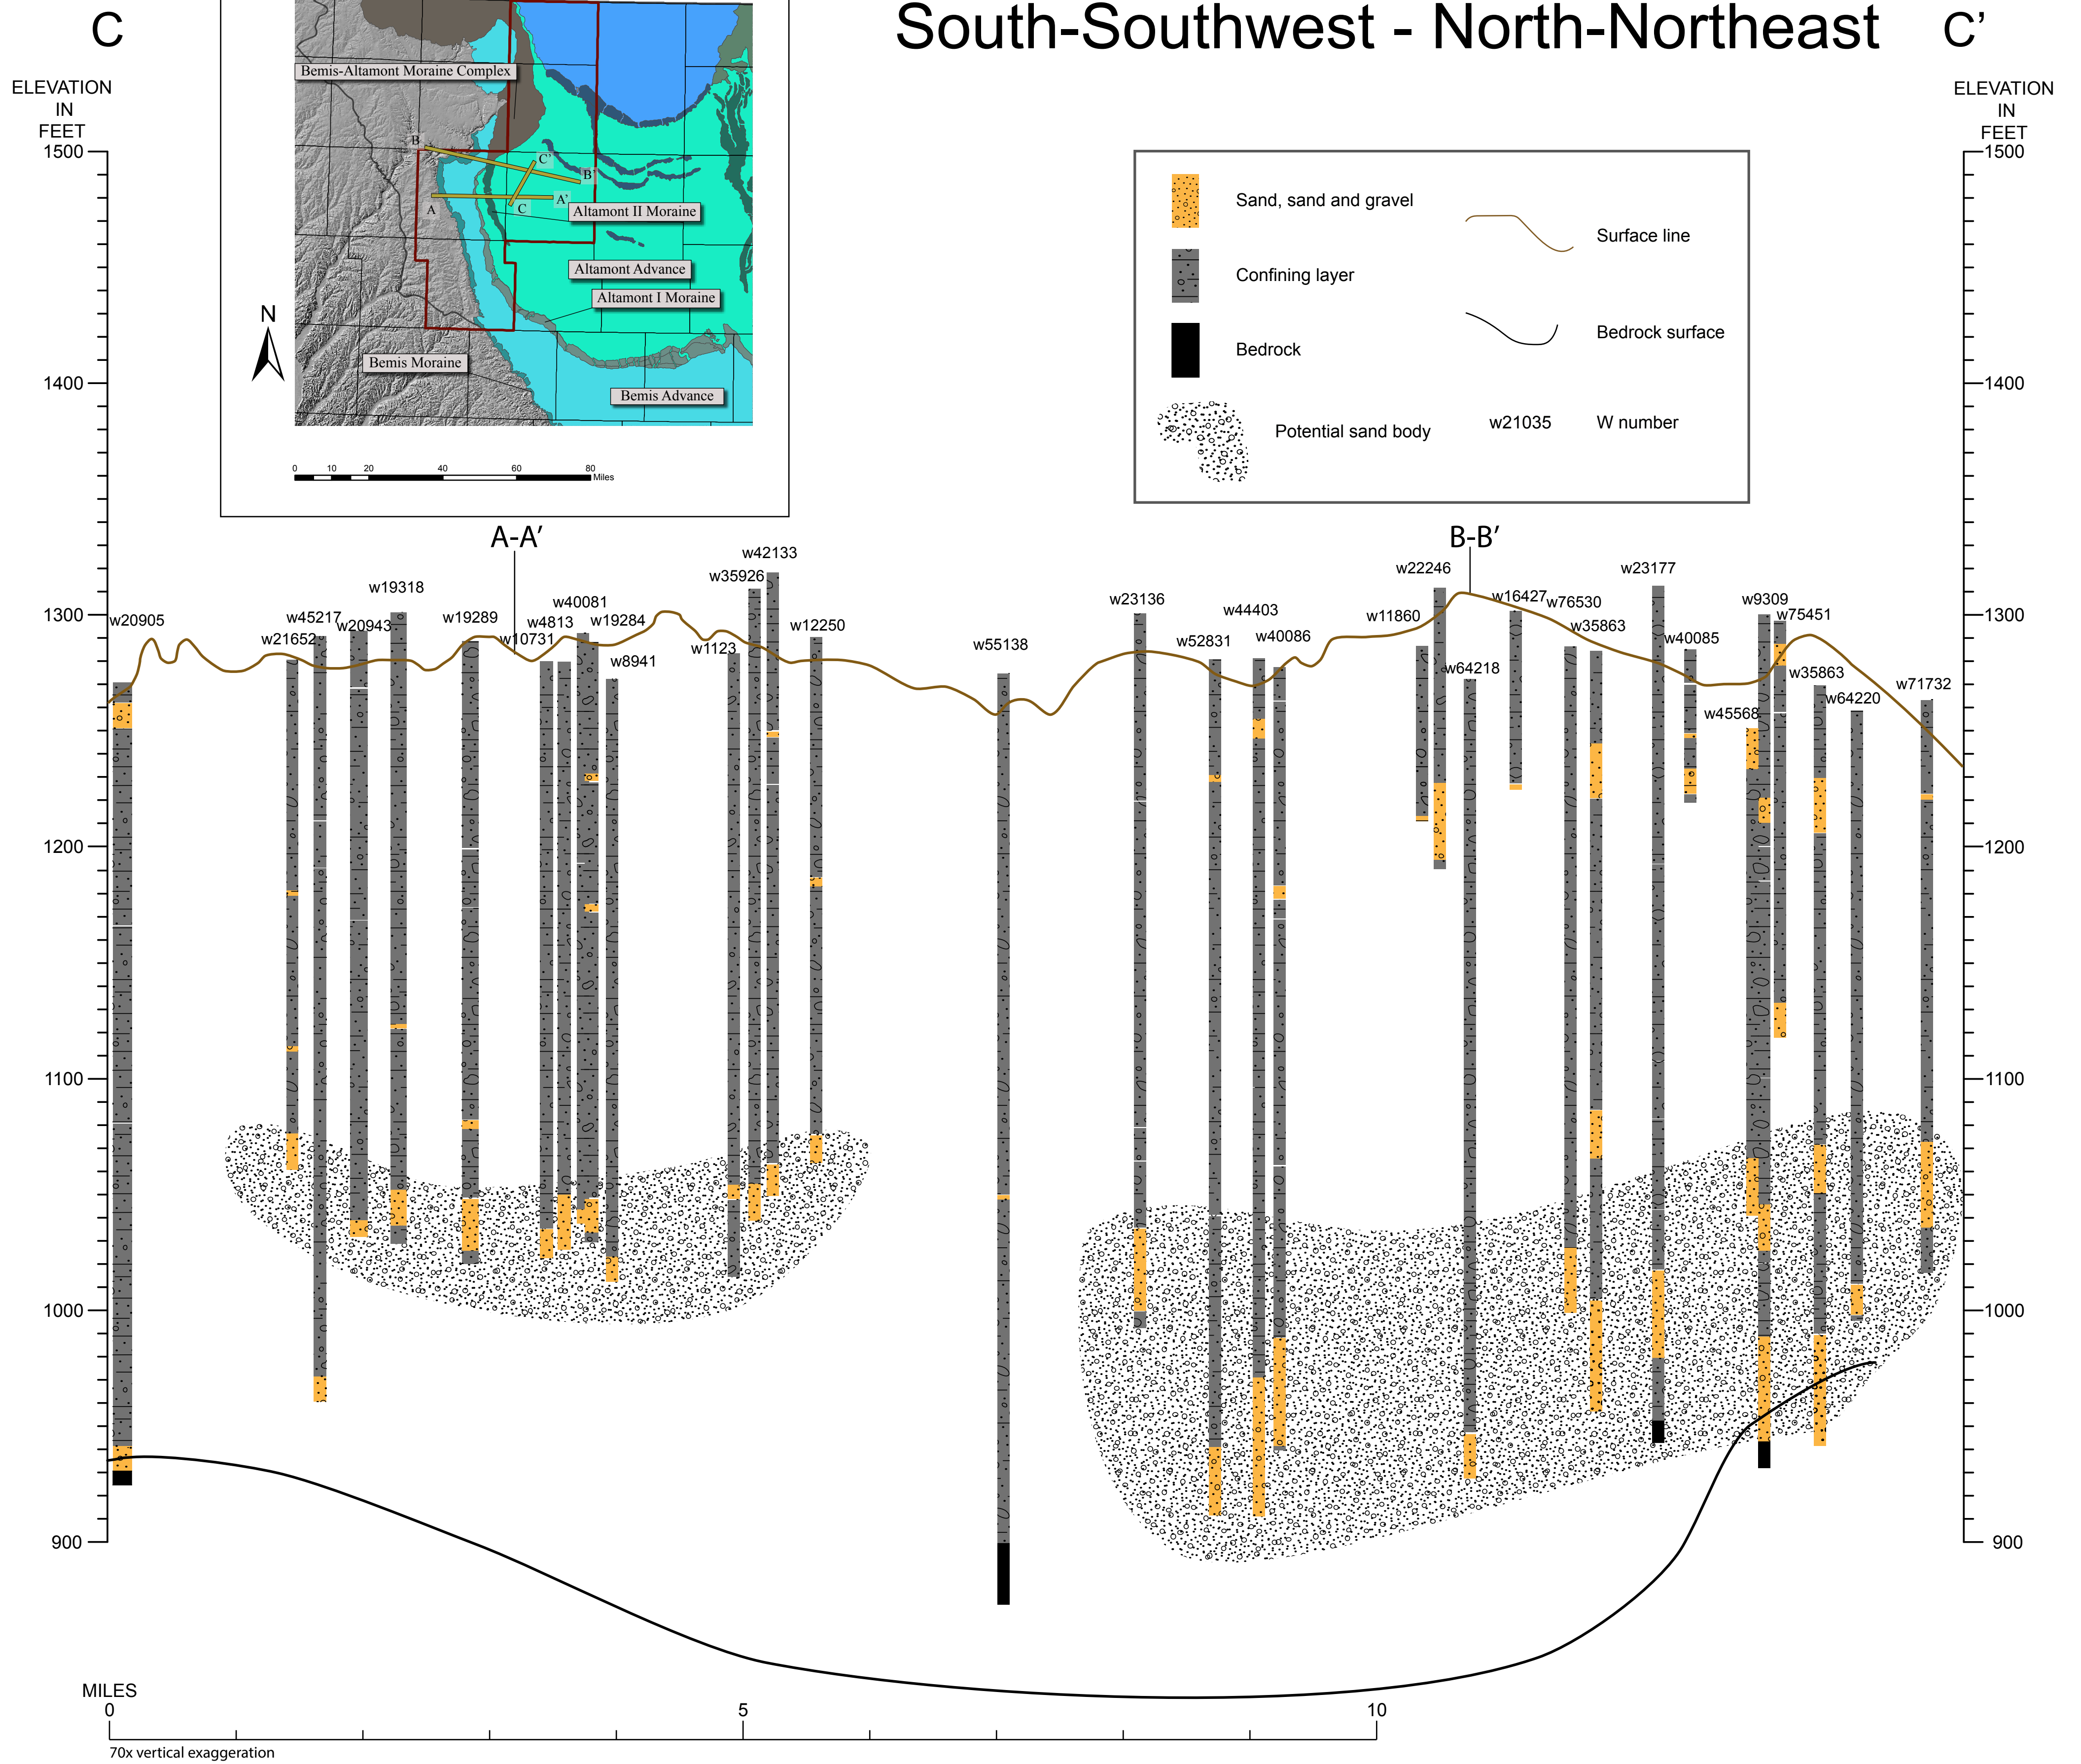 C
South-Southwest - North-Northeast
C’
ELEVATION
IN
FEET
1500
1400
1300
1200
1100
1000
900
Bemis-Altamont Moraine Complex
B
C’
B’
A
A’
C
Altamont II Moraine
Altamont Advance
Altamont I Moraine
Bemis Moraine
Bemis Advance
N
0 10 20 40 60 80
Miles
Sand, sand and gravel
Confining layer
Bedrock
Potential sand body
Surface line
Bedrock surface
w21035 W number
ELEVATION
IN
FEET
1500
1400
1300
1200
1100
1000
900
A-A’
B-B’
w20905
w21652
w45217
w20943
w19318
w19289
w10731
w4813
w40081
w19284
w8941
w1123
w35926
w42133
w12250
w55138
w23136
w52831
w44403
w40086
w11860
w22246
w64218
w16427
w76530
w35863
w23177
w40085
w45568
w9309
w75451
w35863
w64220
w71732
MILES
0 5 10
70x vertical exaggeration